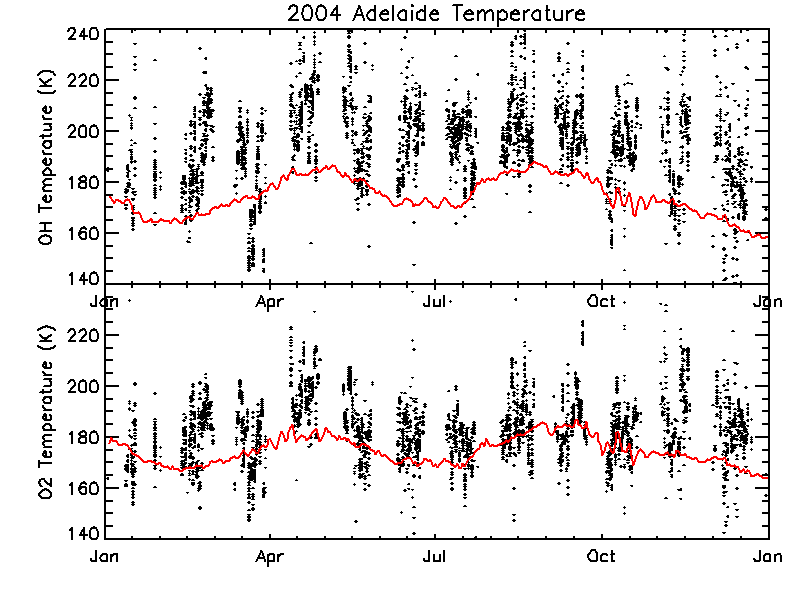 2004 Adelaide Temperature
OH Temperature (K)
240
220
200
180
160
140
Jan Apr Jul Oct Jan
O2 Temperature (K)
220
200
180
160
140
Jan Apr Jul Oct Jan